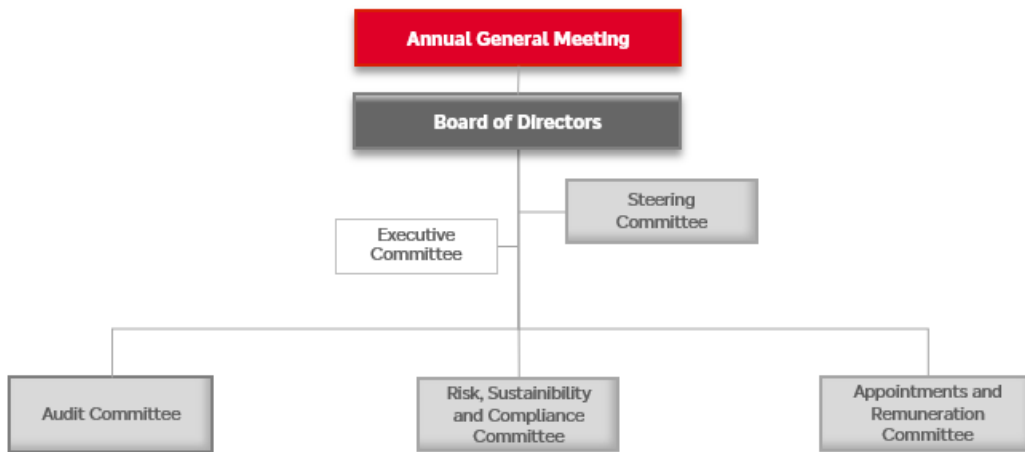 Annual General Meeting
Board of Directors
Steering
Committee
Executive
Committee
Audit Committee
Risk, Sustainibility
and Compliance
Committee
Appointments and
Remuneration
Committee